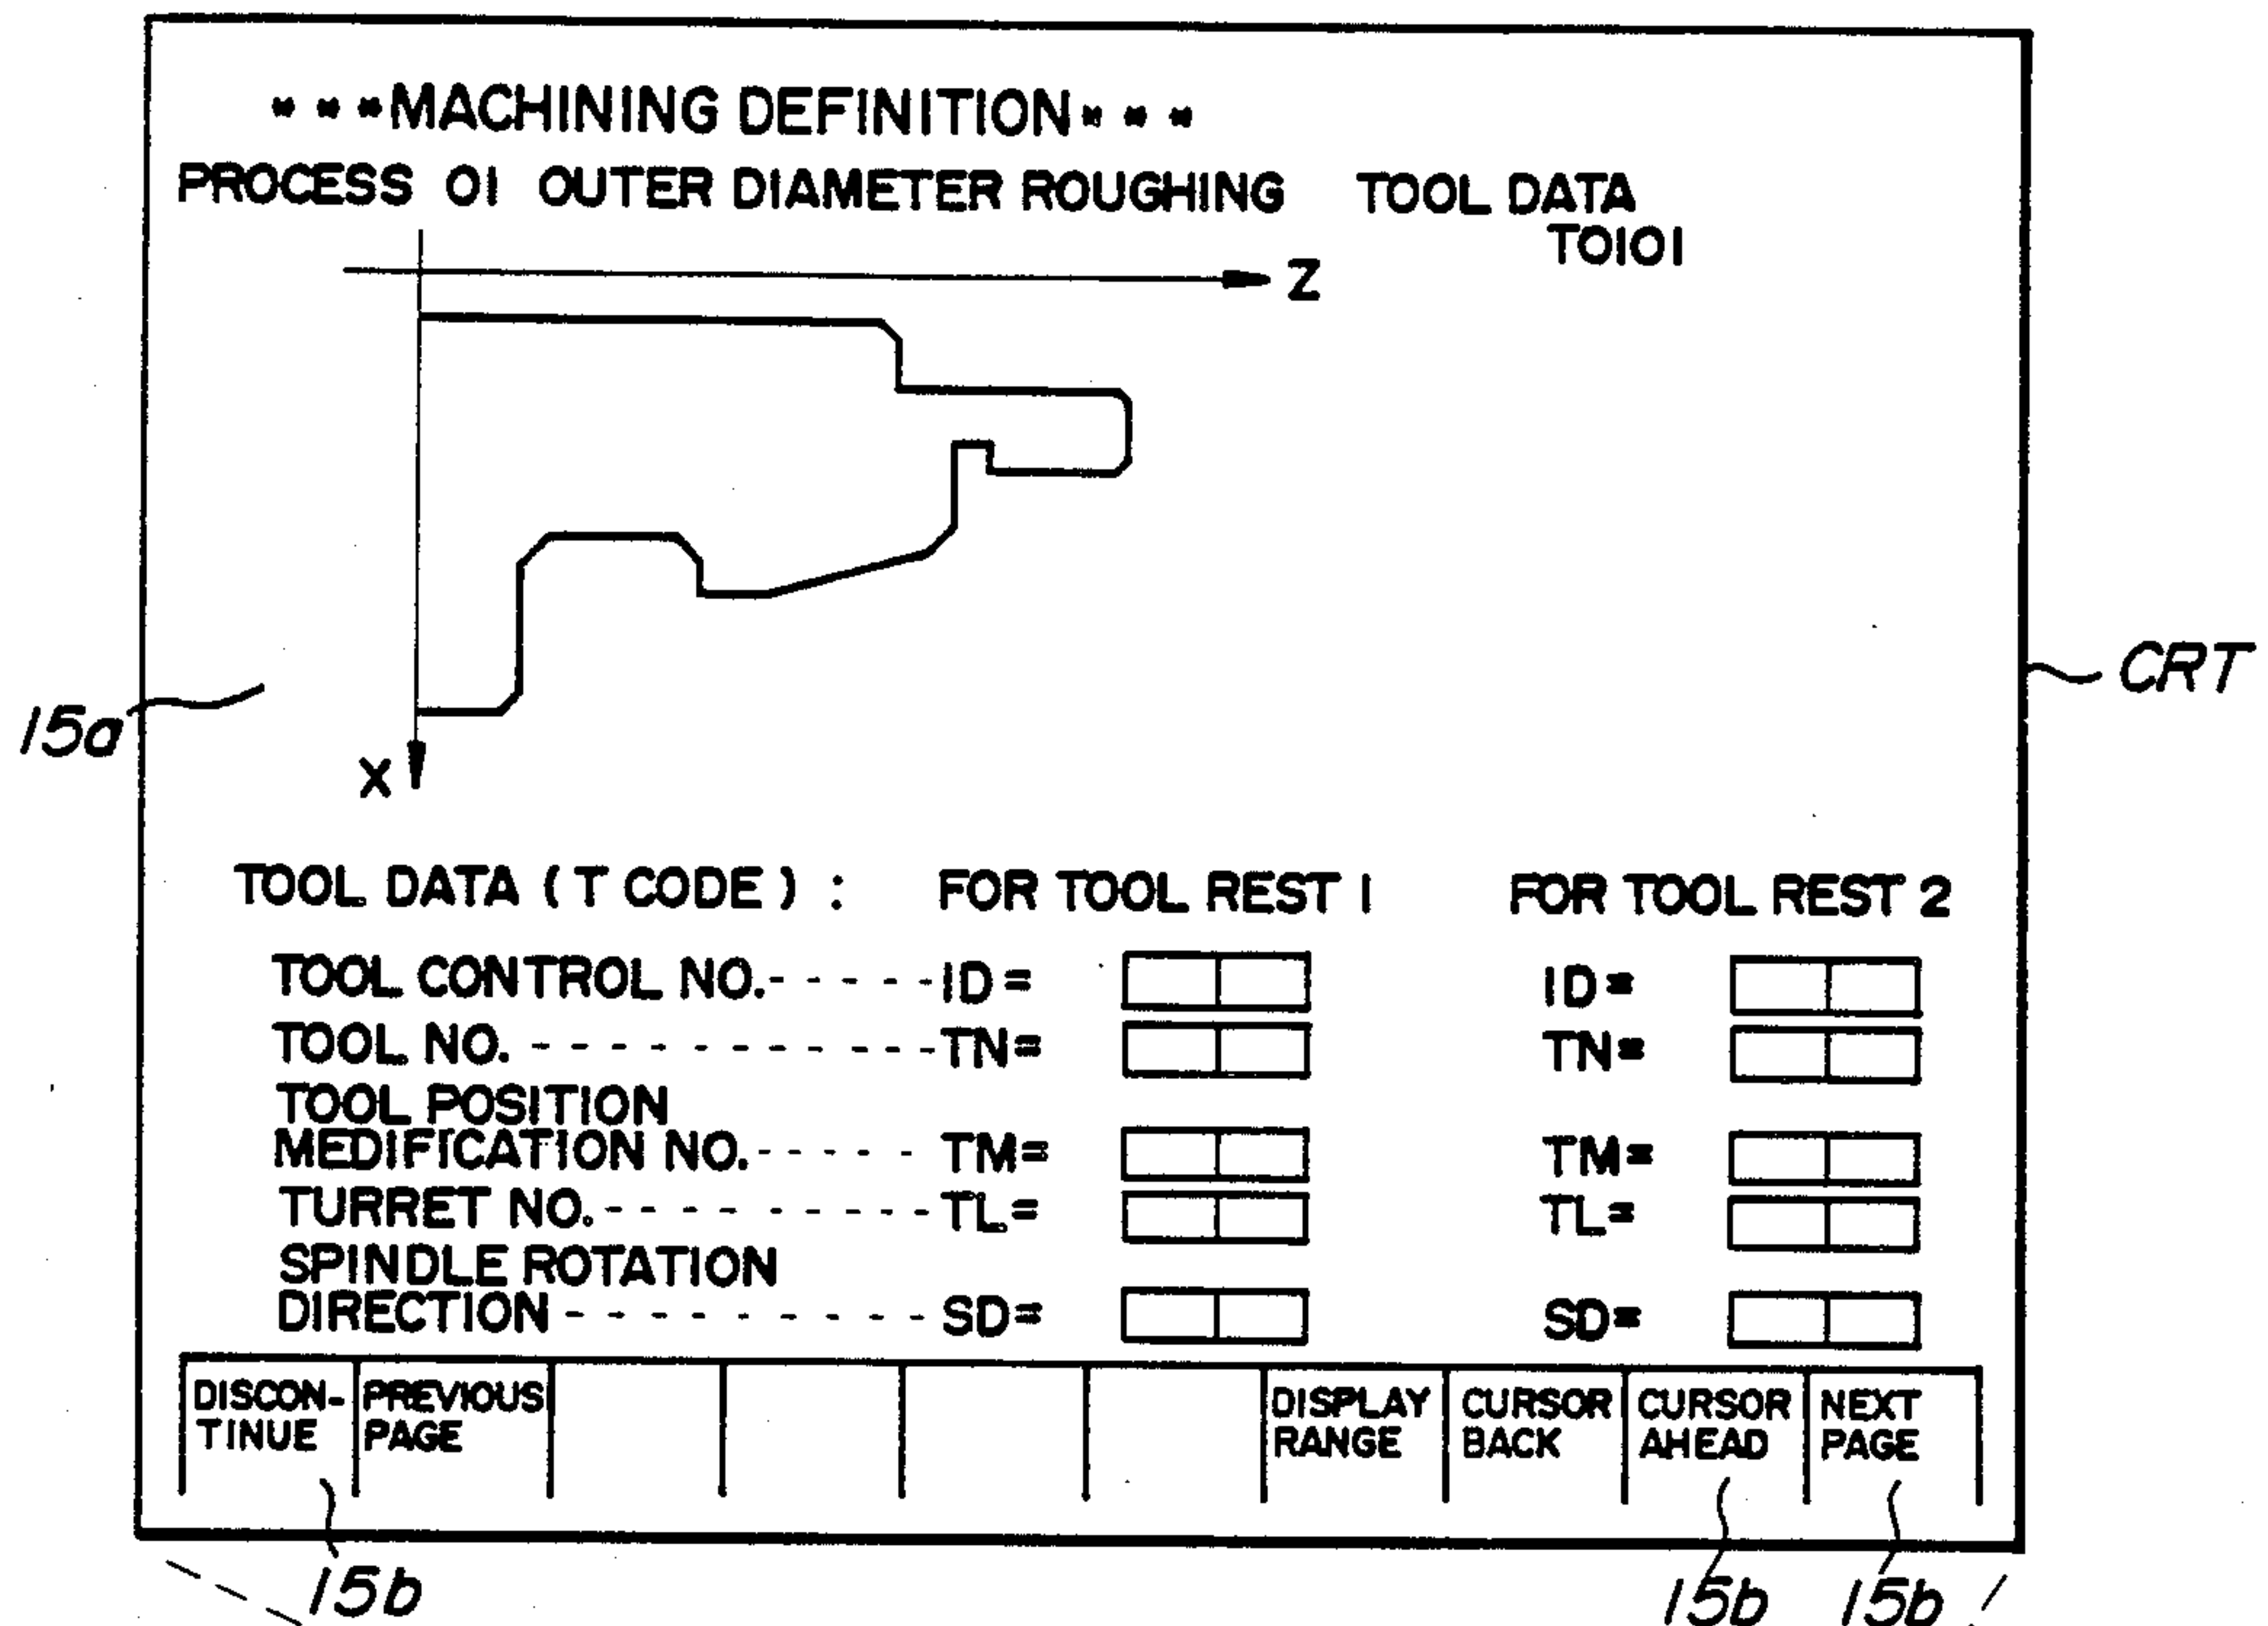 ***MACHINING DEFINITION***
PROCESS 01 OUTER DIAMETER ROUGHING TOOL DATA
T0101
Z
15a
CRT
X
TOOL DATA (T CODE) : FOR TOOL REST 1 FOR TOOL REST 2
TOOL CONTROL NO.-----ID= ID=
TOOL NO. -----------TN= TN=
TOOL POSITION
MEDIFICATION NO.----- TM= TM=
TURRET NO.---------TL= TL=
SPINDLE ROTATION
DIRECTION---------SD= SD=
DISCON- PREVIOUS DISPLAY CURSOR CURSOR NEXT
TINUE PAGE RANGE BACK AHEAD PAGE
15b 15b 15b